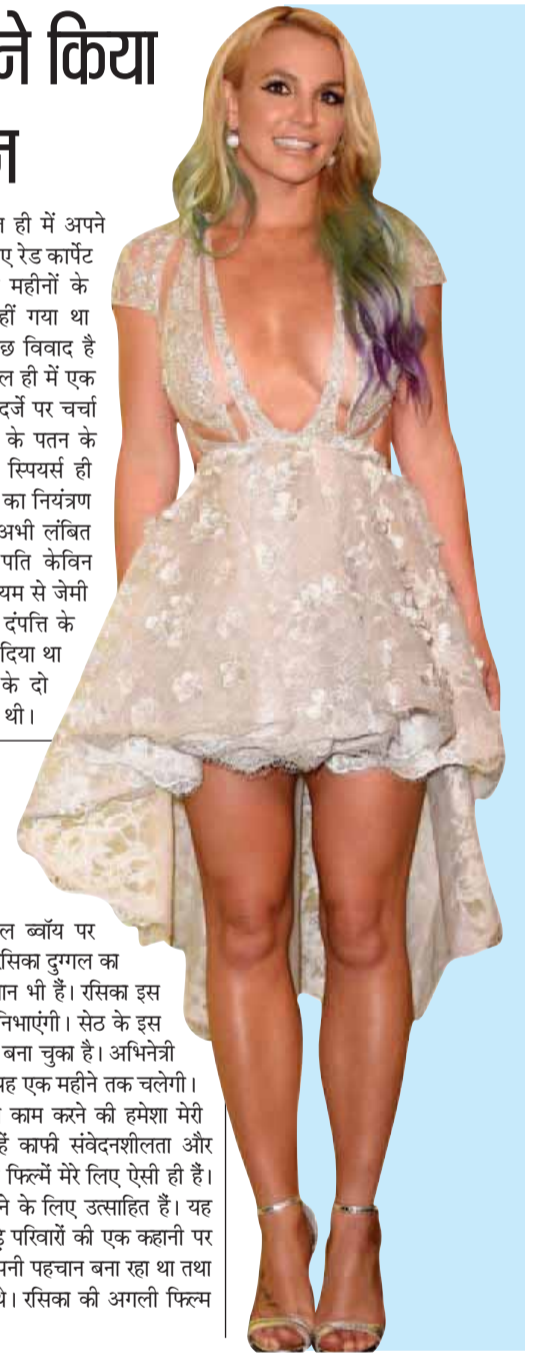 ने किया
न
ही में अपने
ए रेड कार्पेट
महीनों के
हीं गया था
छ विवाद है
ल ही में एक
दर्जे पर चर्चा
के पतन के
स्पियर्स ही
का नियंत्रण
अभी लंबित
पति केविन
यम से जेमी
दंपत्ति के
दिया था
के दो
थी।
ल ब्वॉय पर
सिका दुग्गल का
ान भी हैं। रसिका इस
निभाएंगी। सेठ के इस
बना चुका है। अभिनेत्री
यह एक महीने तक चलेगी।
काम करने की हमेशा मेरी
हें काफी संवेदनशीलता और
फिल्में मेरे लिए ऐसी ही हैं।
ने के लिए उत्साहित हैं। यह
ड़े परिवारों की एक कहानी पर
पनी पहचान बना रहा था तथा
थे। रसिका की अगली फिल्म